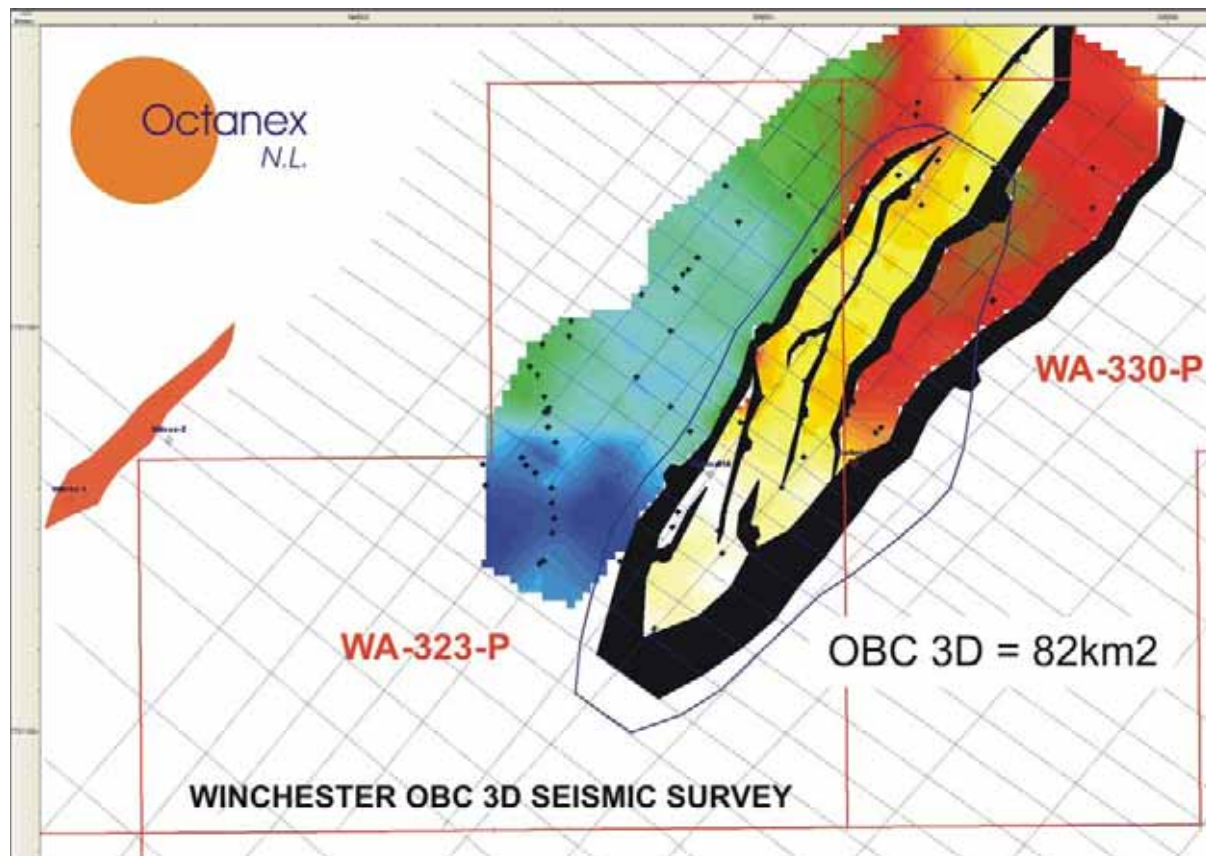 Octanex
N.L.
WA-330-P
WA-323-P
OBC 3D = 82km2
WINCHESTER OBC 3D SEISMIC SURVEY